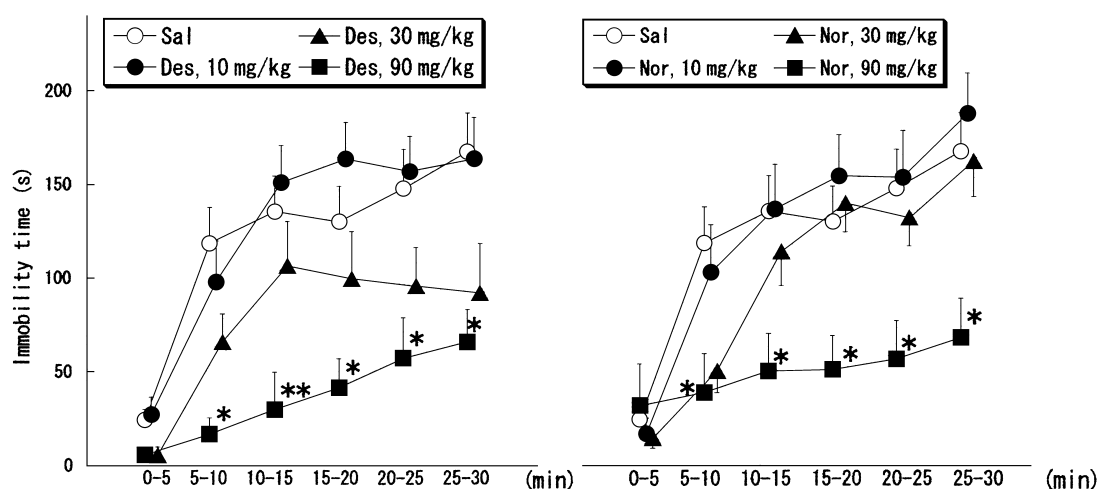 Sal Des, 30 mg/kg
Des, 10 mg/kg Des, 90 mg/kg
Sal Nor, 30 mg/kg
Nor, 10 mg/kg Nor, 90 mg/kg
Immobility time (s)
200
150
100
50
0
* ** * * *
* * * * *
0-5 5-10 10-15 15-20 20-25 25-30 (min)
0-5 5-10 10-15 15-20 20-25 25-30 (min)